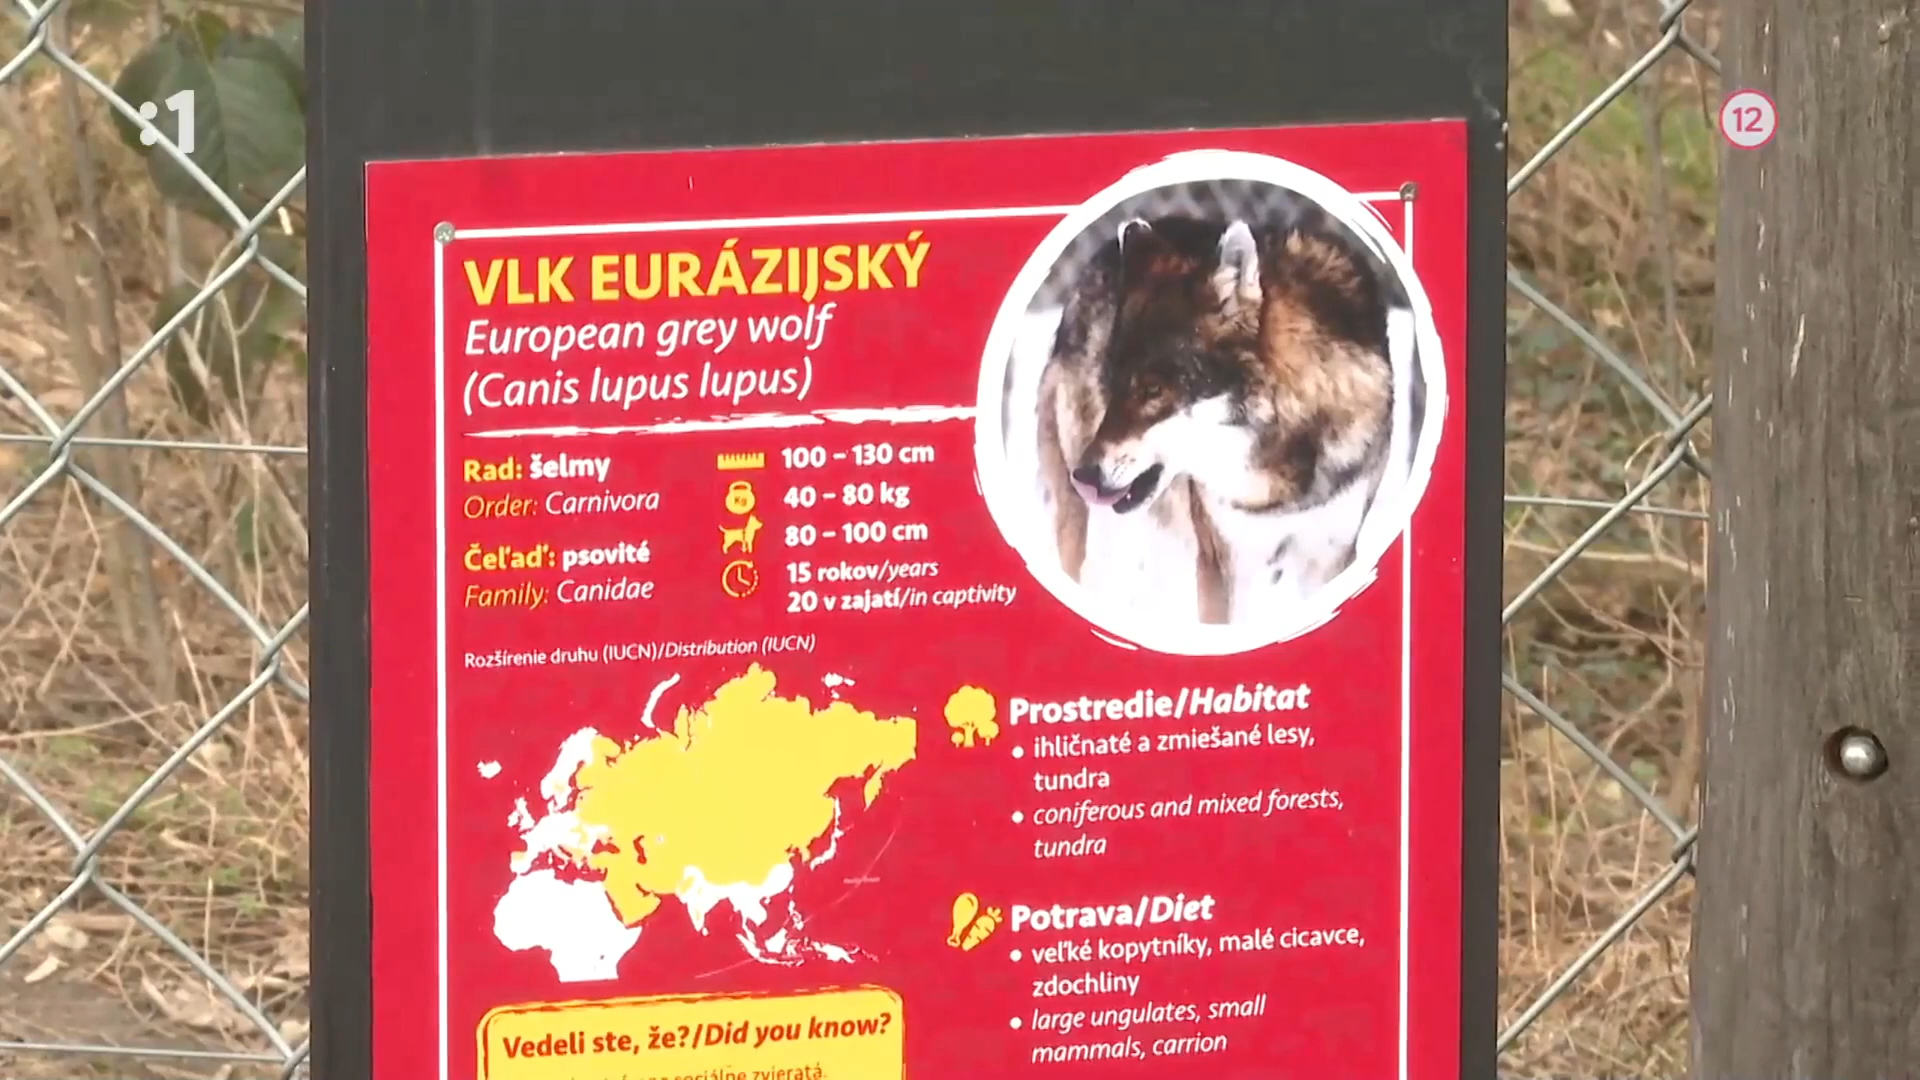 :1
12
VLK EURÁZIJSKÝ
European grey wolf
(Canis lupus lupus)
Rad: šelmy
Order: Carnivora
Čeľaď: psovité
Family: Canidae
100 – 130 cm
Kg
40 – 80 kg
80 – 100 cm
15 rokov/years
20 v zajatí/in captivity
Rozšírenie druhu (IUCN)/Distribution (IUCN)
Prostredie/Habitat
• ihličnaté a zmiešané lesy,
tundra
• coniferous and mixed forests,
tundra
Potrava/Diet
• veľké kopytníky, malé cicavce,
zdochliny
• large ungulates, small
mammals, carrion
Vedeli ste, že?/Did you know?
sociálne zvieratá.